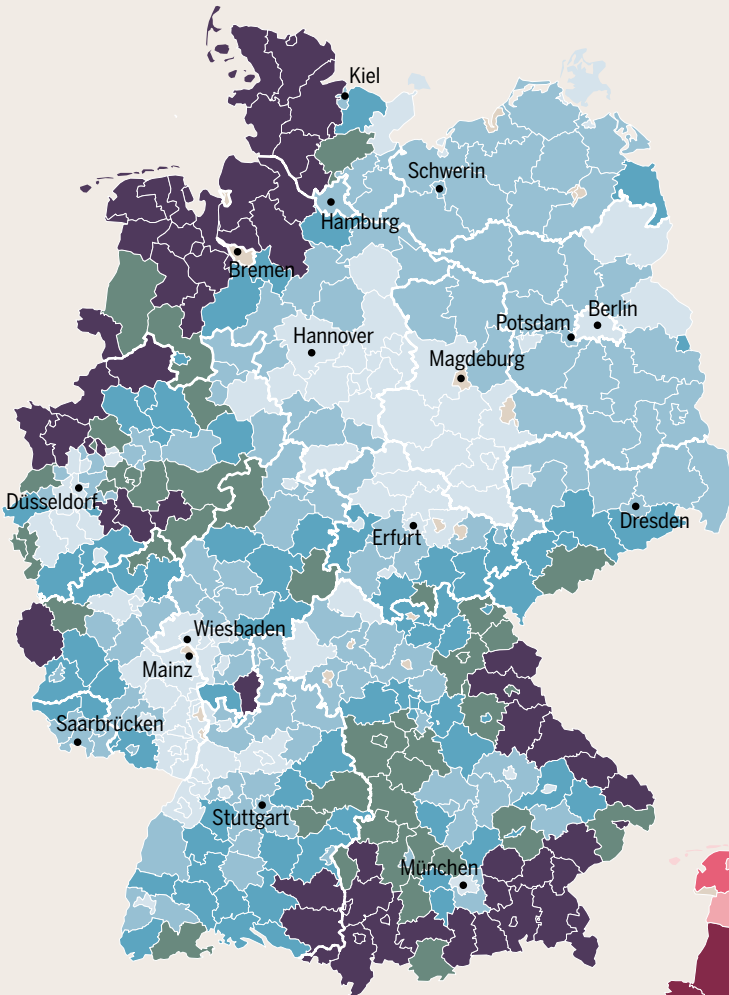 Kiel
Schwerin
Hamburg
Bremen
Berlin
Potsdam
Hannover
Magdeburg
Düsseldorf
Dresden
Erfurt
Wiesbaden
Mainz
Saarbrücken
Stuttgart
München